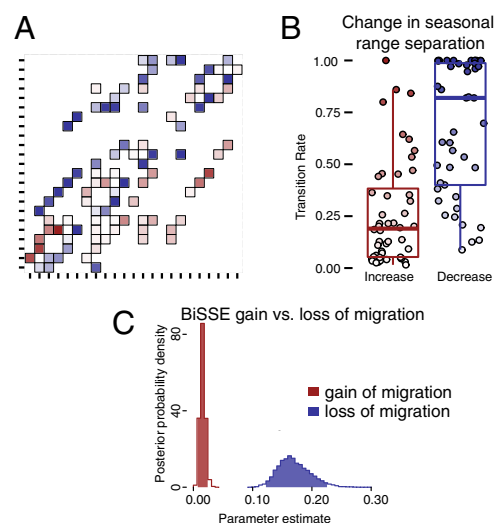 A
B
Change in seasonal
range separation
Transition Rate
1.00
0.75
0.50
0.25
0.00
Increase
Decrease
C
BiSSE gain vs. loss of migration
Posterior probability density
80
40
0
gain of migration
loss of migration
0.00
0.10
0.20
0.30
Parameter estimate